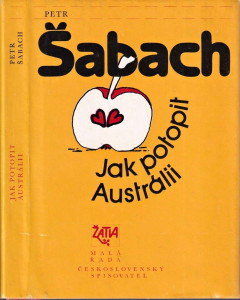 PETR
ŠABACH
JAK POTOPIT
AUSTRÁLII
PETR
Šabach
Jak potopit
Austrálii
ŽATVA
MALÁ
ŘADA
ČESKOSLOVENSKÝ
SPISOVATEL